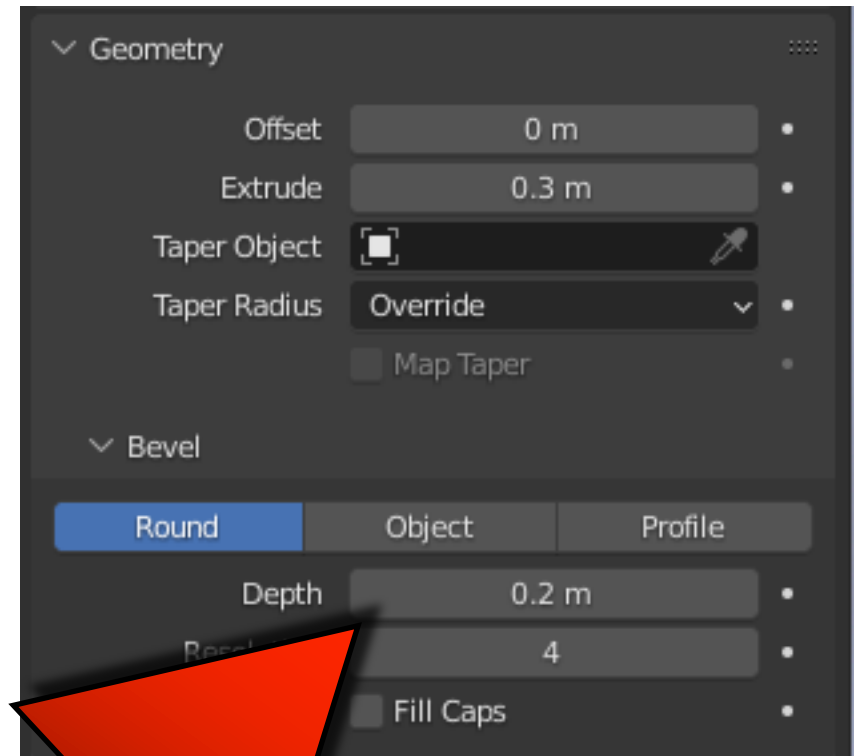 Geometry
Offset 0 m
Extrude 0.3 m
Taper Object
Taper Radius Override
Map Taper
Bevel
Round Object Profile
Depth 0.2 m
4
Fill Caps